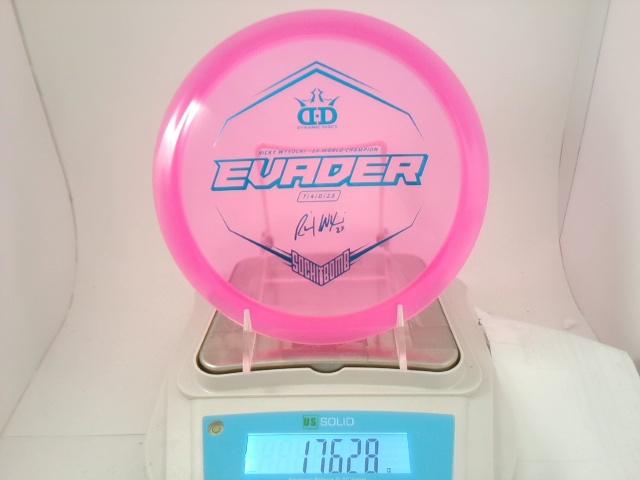 DYNAMIC DISCS
RICKY WYSOCKI - 2X WORLD CHAMPION
EVADER
7/4/0/2.5
SOCKIBOMB
US SOLID
176.28 g